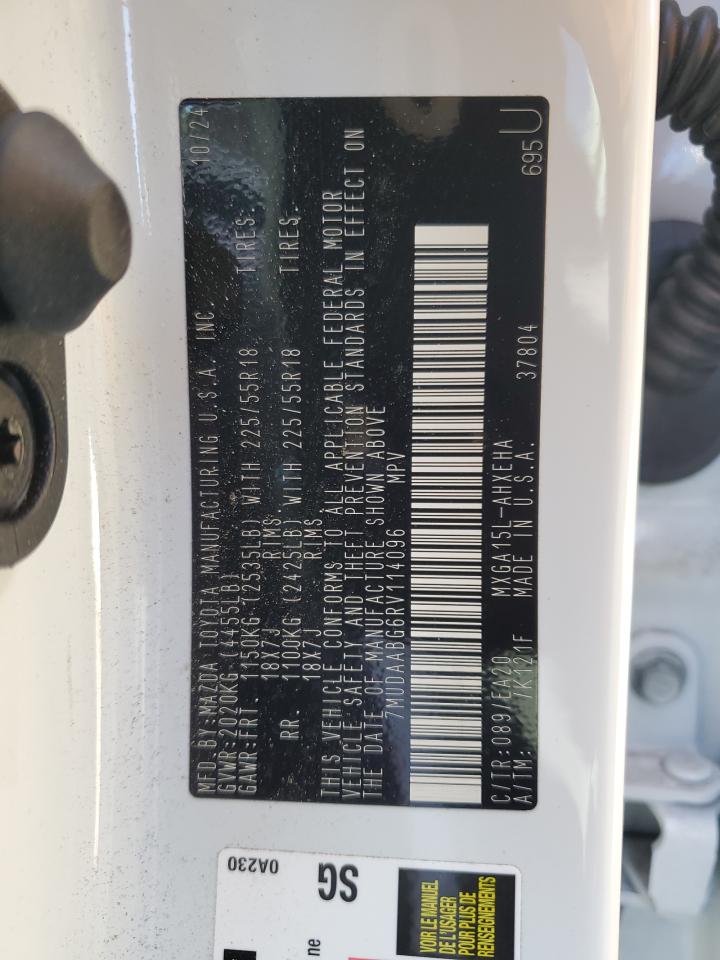 MFD.BY:MAZDA TOYOTA MANUFACTURING U.S.A. INC. 10/24
GVWR:2020KG (4455LB)
GAWR:FRT 1150KG (2535LB) WITH 225/55R18 TIRES,
18X7J RIMS
RR 1100KG (2425LB) WITH 225/55R18 TIRES,
18X7J RIMS
THIS VEHICLE CONFORMS TO ALL APPLICABLE FEDERAL MOTOR
VEHICLE SAFETY AND THEFT PREVENTION STANDARDS IN EFFECT ON
THE DATE OF MANUFACTURE SHOWN ABOVE
7MUDAABG6RV114096 MPV
C/TR:089/EA20 MXGA15L-AHXEHA
A/TM: /K121F MADE IN U.S.A. 37804
695 U
0A230
SG
ne
VOIR LE MANUEL
DE L'USAGER
POUR PLUS DE
RENSEIGNEMENTS